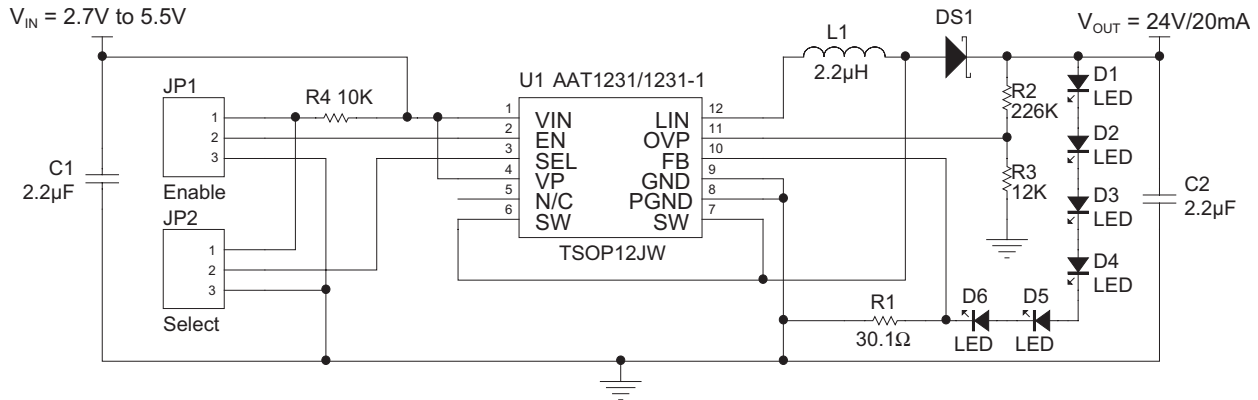 V_IN = 2.7V to 5.5V
DS1
V_OUT = 24V/20mA
L1
2.2µH
U1 AAT1231/1231-1
JP1
R4 10K
1
2
3
Enable
C1
2.2µF
JP2
1
2
3
Select
1
2
3
4
5
6
VIN
EN
SEL
VP
N/C
SW
LIN
OVP
FB
GND
PGND
SW
12
11
10
9
8
7
TSOP12JW
R2
226K
R3
12K
D1
LED
D2
LED
D3
LED
D4
LED
C2
2.2µF
R1
30.1Ω
D6
LED
D5
LED